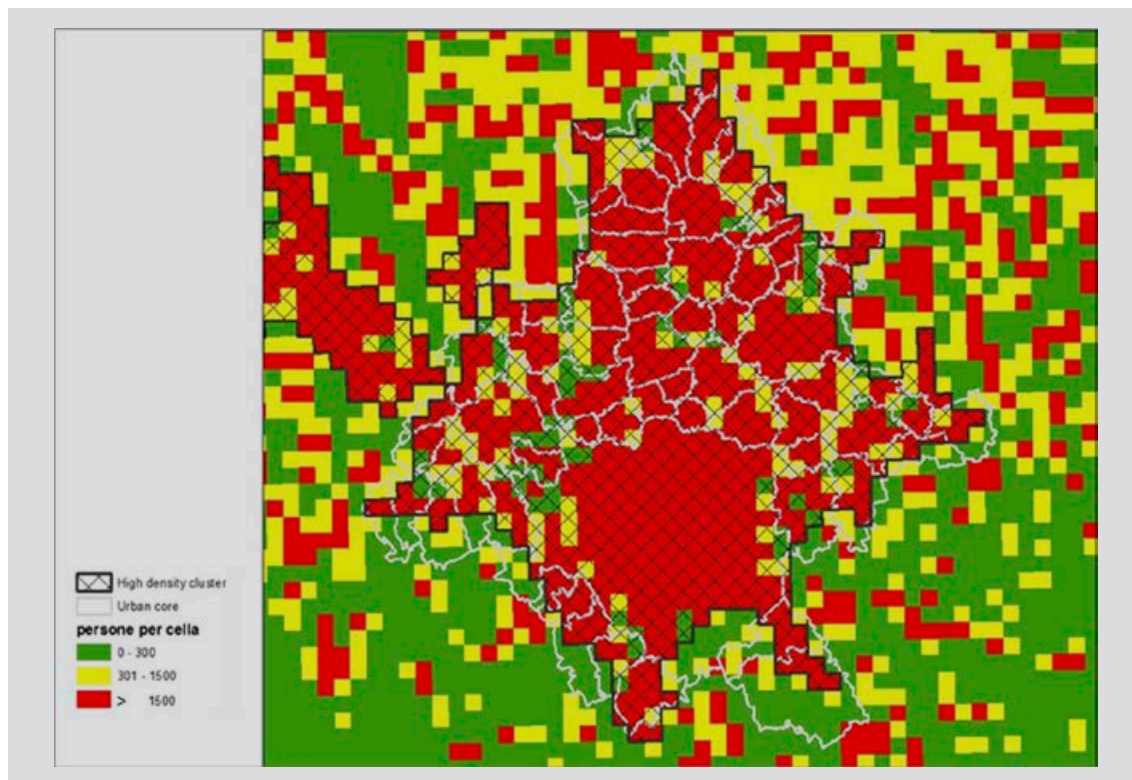 High density cluster
Urban core
persone per cella
0 - 300
301 - 1500
> 1500